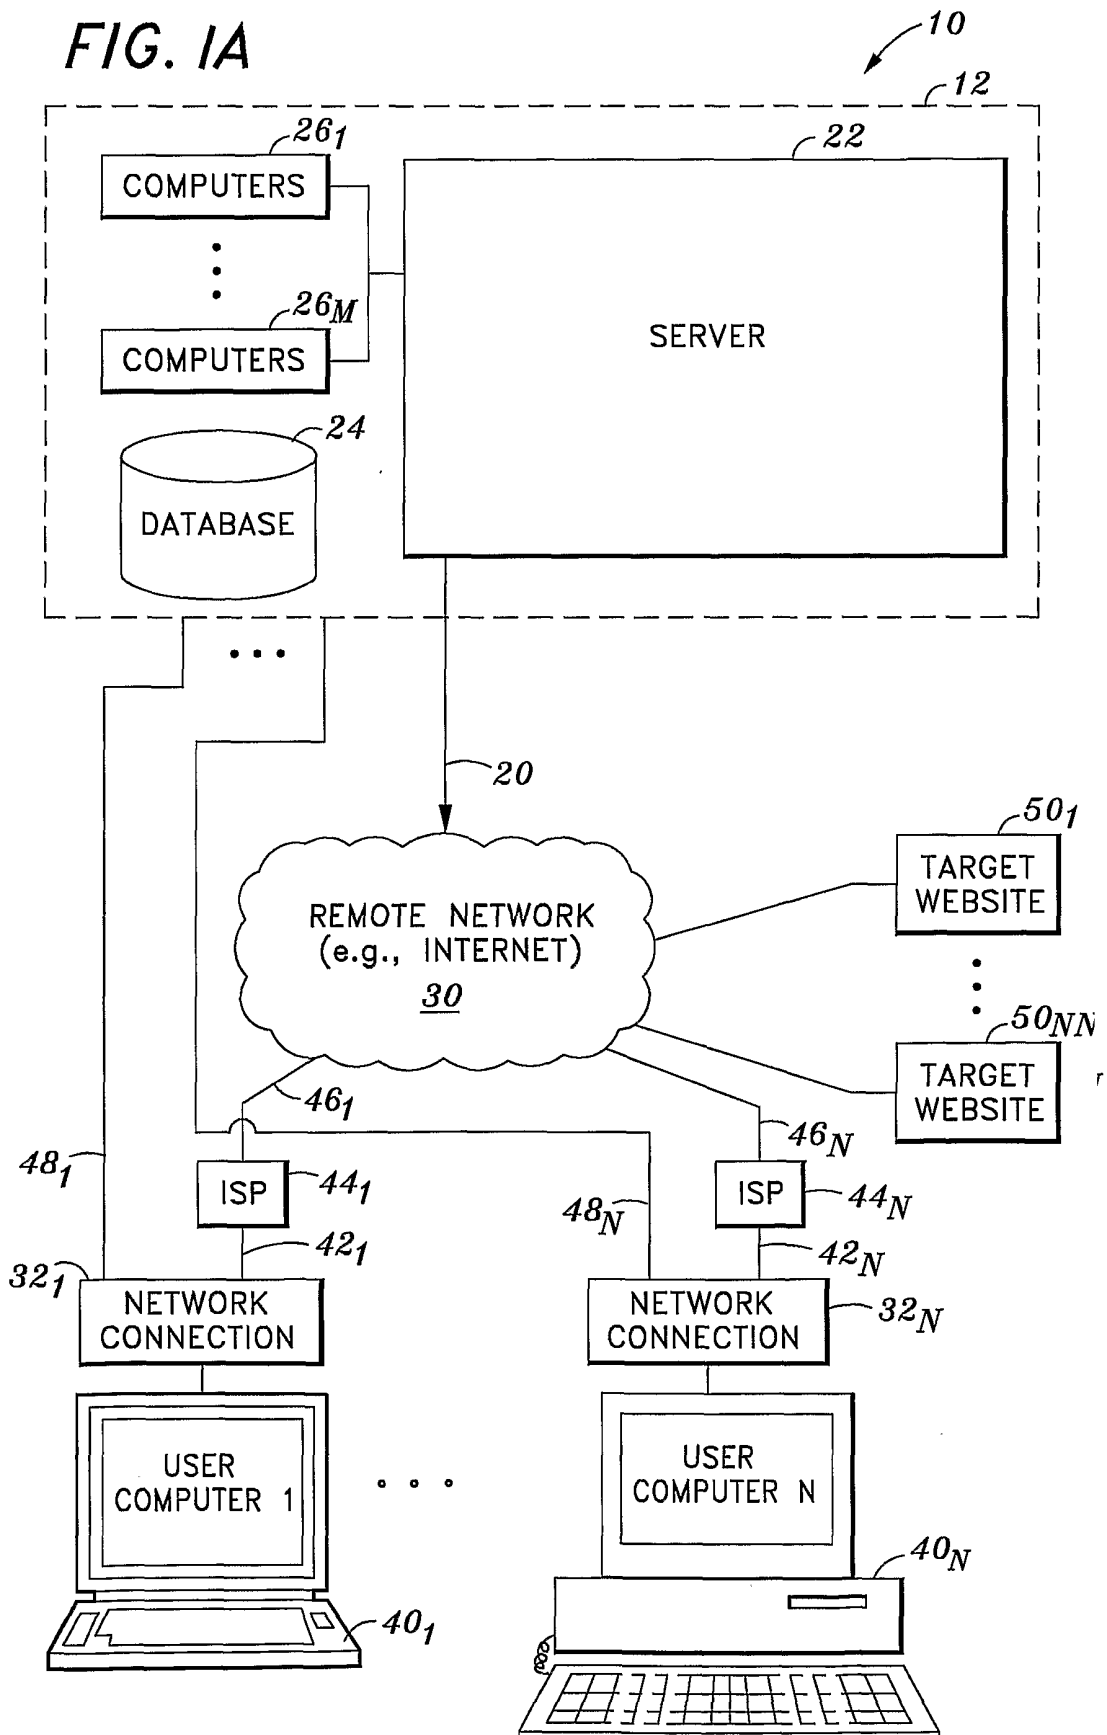 FIG. 1A
10
12
26₁
COMPUTERS
22
SERVER
26M
COMPUTERS
24
DATABASE
20
REMOTE NETWORK
(e.g., INTERNET)
30
50₁
TARGET
WEBSITE
50NN
TARGET
WEBSITE
46₁
46N
48₁
ISP
44₁
48N
ISP
44N
42₁
42N
32₁
NETWORK
CONNECTION
NETWORK
CONNECTION
32N
USER
COMPUTER 1
USER
COMPUTER N
40₁
40N